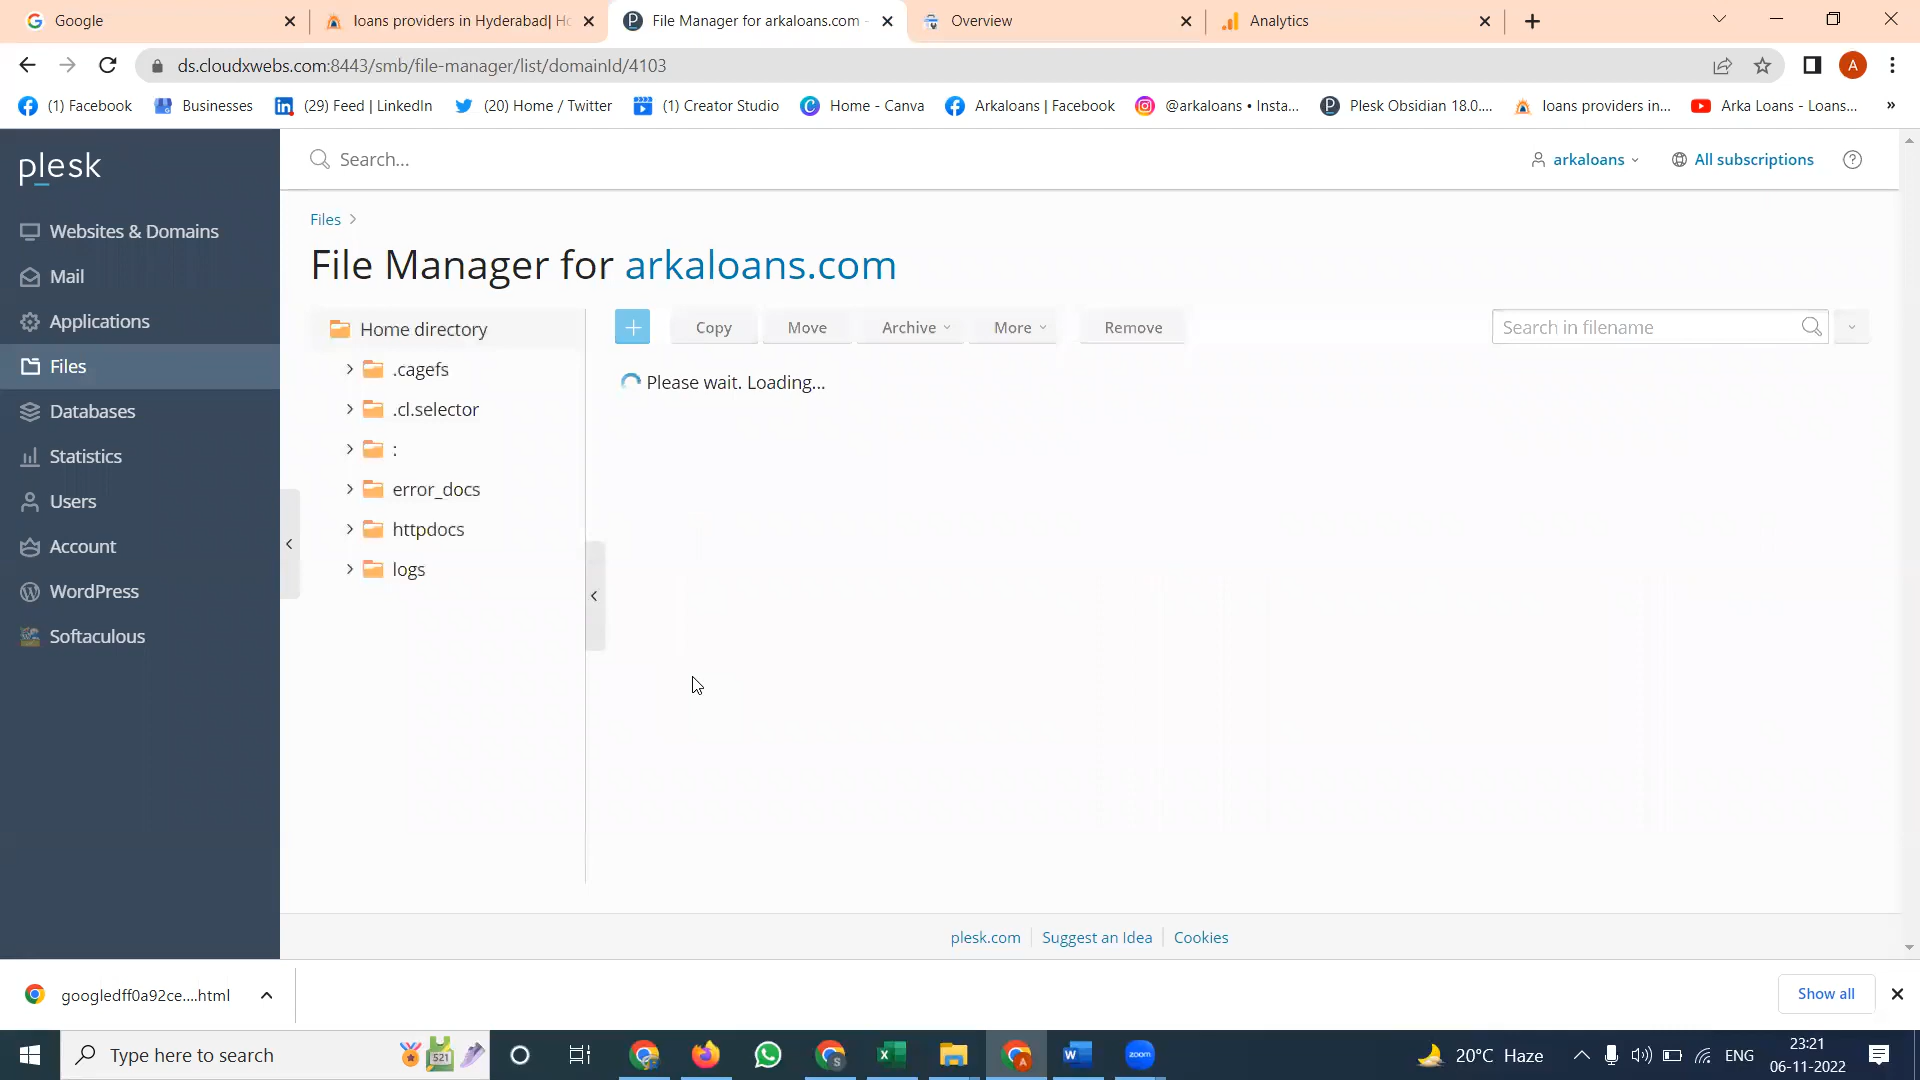 Google
loans providers in Hyderabad| Ho
File Manager for arkaloans.com -
Overview
Analytics
ds.cloudxwebs.com:8443/smb/file-manager/list/domainId/4103
A
(1) Facebook
Businesses
(29) Feed | LinkedIn
(20) Home / Twitter
(1) Creator Studio
Home - Canva
Arkaloans | Facebook
@arkaloans • Insta...
Plesk Obsidian 18.0....
loans providers in...
Arka Loans - Loans...
»
plesk
Search...
arkaloans
All subscriptions
Websites & Domains
Mail
Applications
Files
Databases
Statistics
Users
Account
WordPress
Softaculous
Files >
File Manager for arkaloans.com
Home directory
.cagefs
.cl.selector
:
error_docs
httpdocs
logs
Copy
Move
Archive
More
Remove
Search in filename
Please wait. Loading...
plesk.com
Suggest an Idea
Cookies
googledff0a92ce....html
Show all
Type here to search
521
zoom
20°C Haze
ENG
23:21
06-11-2022